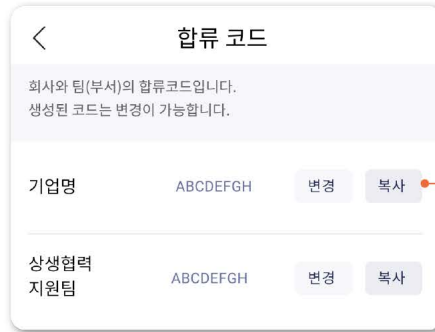 합류 코드
회사와 팀(부서)의 합류코드입니다.
생성된 코드는 변경이 가능합니다.
기업명 ABCDEFGH 변경 복사
상생협력
지원팀 ABCDEFGH 변경 복사